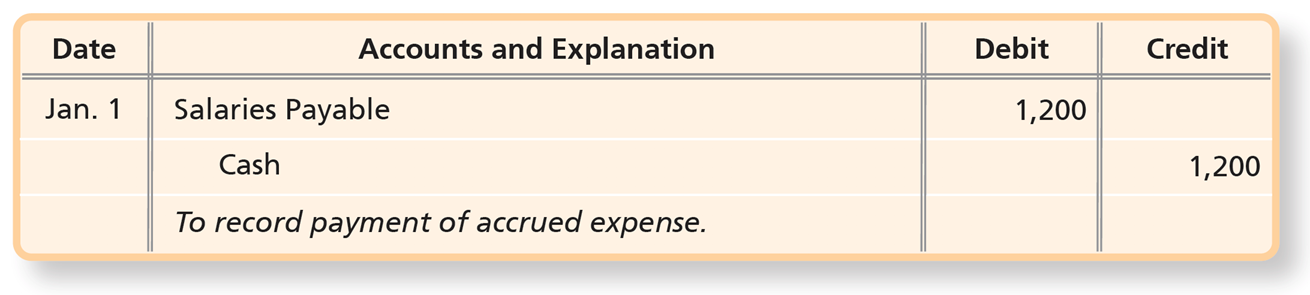 Date Accounts and Explanation Debit Credit
Jan. 1 Salaries Payable 1,200
Cash 1,200
To record payment of accrued expense.